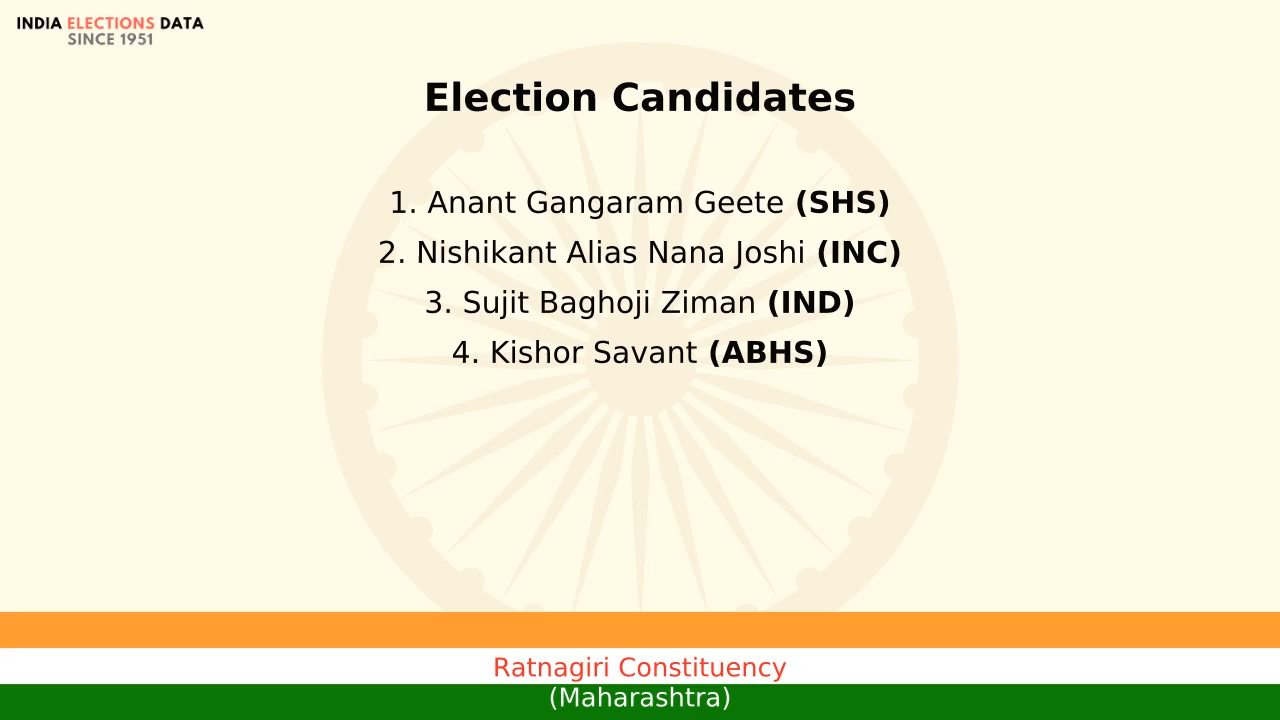 INDIA ELECTIONS DATA
SINCE 1951
Election Candidates
1. Anant Gangaram Geete (SHS)
2. Nishikant Alias Nana Joshi (INC)
3. Sujit Baghoji Ziman (IND)
4. Kishor Savant (ABHS)
Ratnagiri Constituency
(Maharashtra)